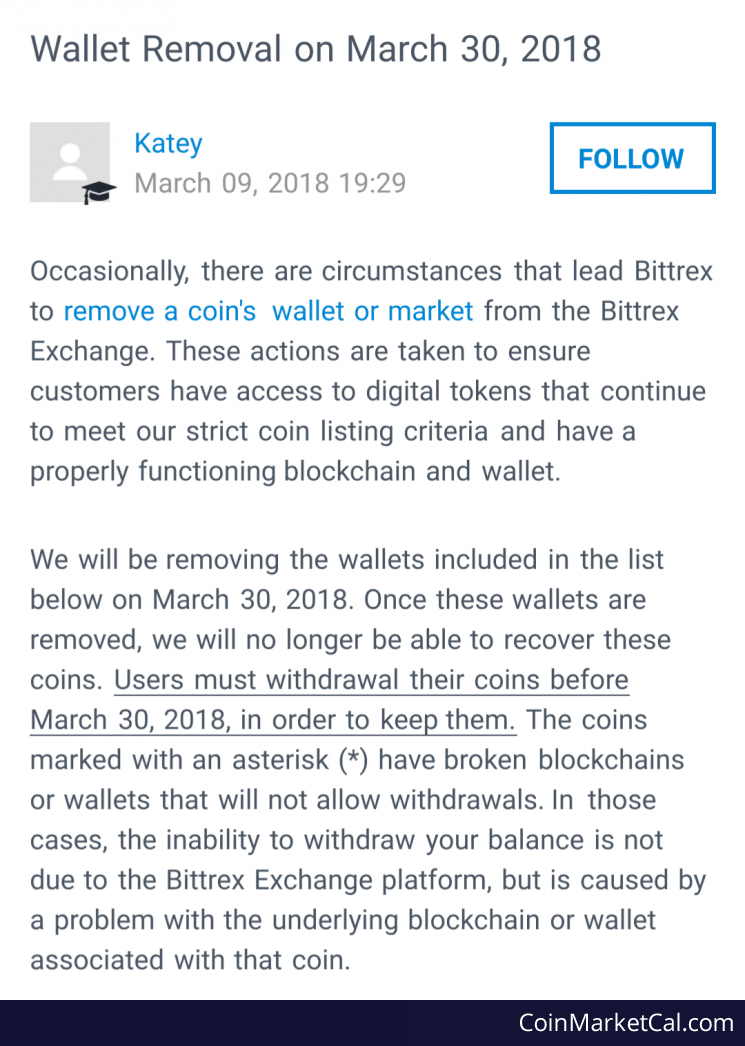 Wallet Removal on March 30, 2018
Katey
March 09, 2018 19:29
FOLLOW
Occasionally, there are circumstances that lead Bittrex
to remove a coin's wallet or market from the Bittrex
Exchange. These actions are taken to ensure
customers have access to digital tokens that continue
to meet our strict coin listing criteria and have a
properly functioning blockchain and wallet.
We will be removing the wallets included in the list
below on March 30, 2018. Once these wallets are
removed, we will no longer be able to recover these
coins. Users must withdrawal their coins before
March 30, 2018, in order to keep them. The coins
marked with an asterisk (*) have broken blockchains
or wallets that will not allow withdrawals. In those
cases, the inability to withdraw your balance is not
due to the Bittrex Exchange platform, but is caused by
a problem with the underlying blockchain or wallet
associated with that coin.
CoinMarketCal.com